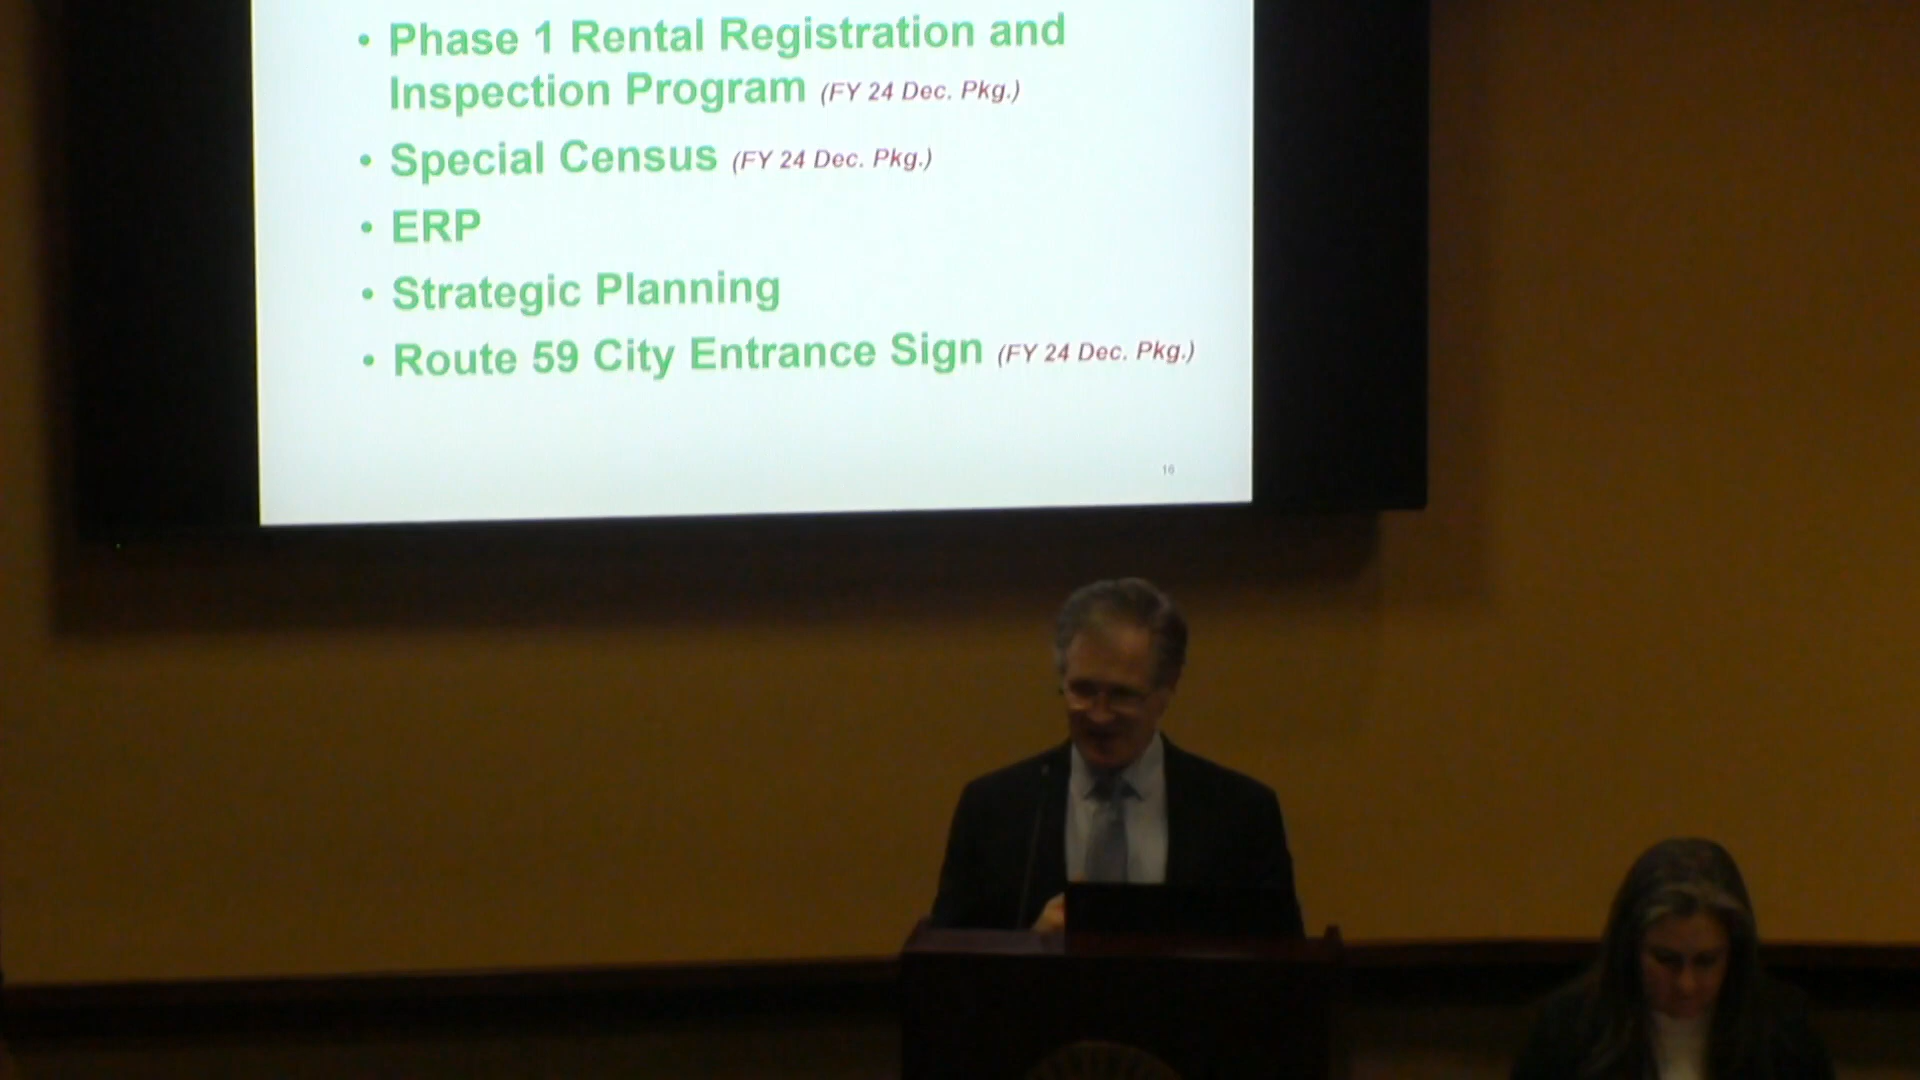 • Phase 1 Rental Registration and
Inspection Program (FY 24 Dec. Pkg.)
• Special Census (FY 24 Dec. Pkg.)
• ERP
• Strategic Planning
• Route 59 City Entrance Sign (FY 24 Dec. Pkg.)
16